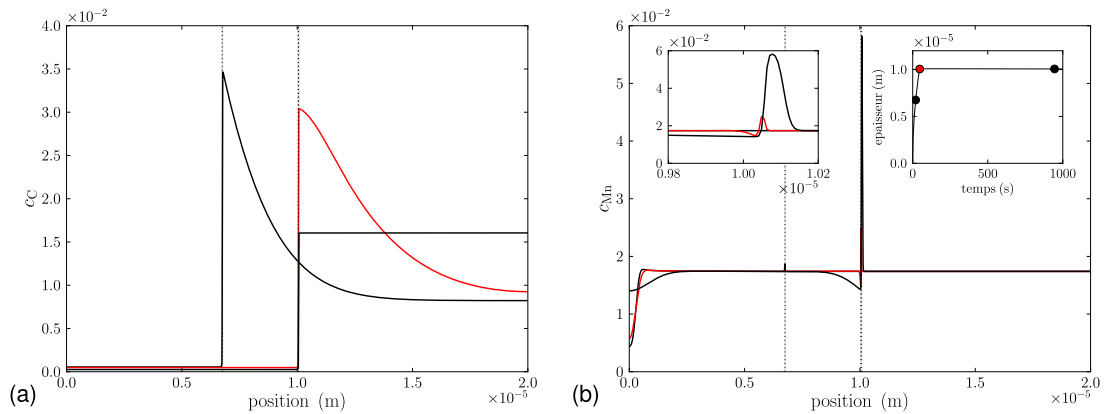 ×10⁻²
4.0
3.5
3.0
2.5
2.0
1.5
1.0
0.5
0.0
c_C
0.0 0.5 1.0 1.5 2.0
position (m) ×10⁻⁵
(a)
×10⁻²
6
5
4
3
2
1
0
c_Mn
0.0 0.5 1.0 1.5 2.0
position (m) ×10⁻⁵
(b)
×10⁻²
6
4
2
0
0.98 1.00 1.02
×10⁻⁵
×10⁻⁵
1.0
0.5
0.0
epaisseur (m)
0 500 1000
temps (s)